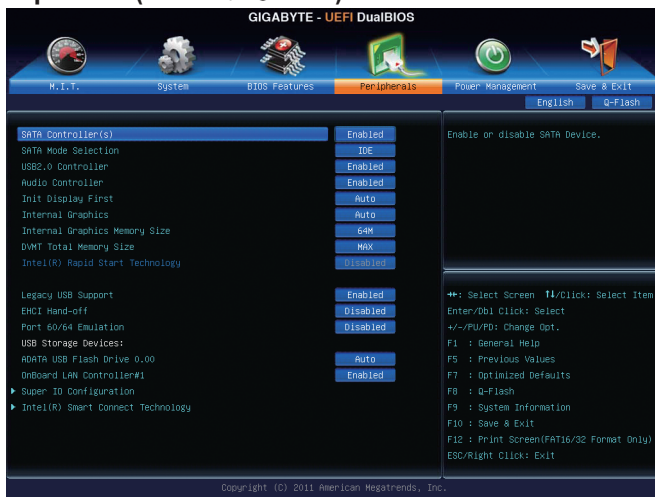 GIGABYTE - UEFI DualBIOS
M.I.T.
System
BIOS Features
Peripherals
Power Management
Save & Exit
English
Q-Flash
SATA Controller(s) Enabled
SATA Mode Selection IDE
USB2.0 Controller Enabled
Audio Controller Enabled
Init Display First Auto
Internal Graphics Auto
Internal Graphics Memory Size 64M
DVMT Total Memory Size MAX
Intel(R) Rapid Start Technology Disabled
Legacy USB Support Enabled
EHCI Hand-off Disabled
Port 60/64 Emulation Disabled
USB Storage Devices:
ADATA USB Flash Drive 0.00 Auto
OnBoard LAN Controller#1 Enabled
Super IO Configuration
Intel(R) Smart Connect Technology
Enable or disable SATA Device.
→←: Select Screen ↑↓/Click: Select Item
Enter/Dbl Click: Select
+/-/PU/PD: Change Opt.
F1 : General Help
F5 : Previous Values
F7 : Optimized Defaults
F8 : Q-Flash
F9 : System Information
F10 : Save & Exit
F12 : Print Screen(FAT16/32 Format Only)
ESC/Right Click: Exit
Copyright (C) 2011 American Megatrends, Inc.